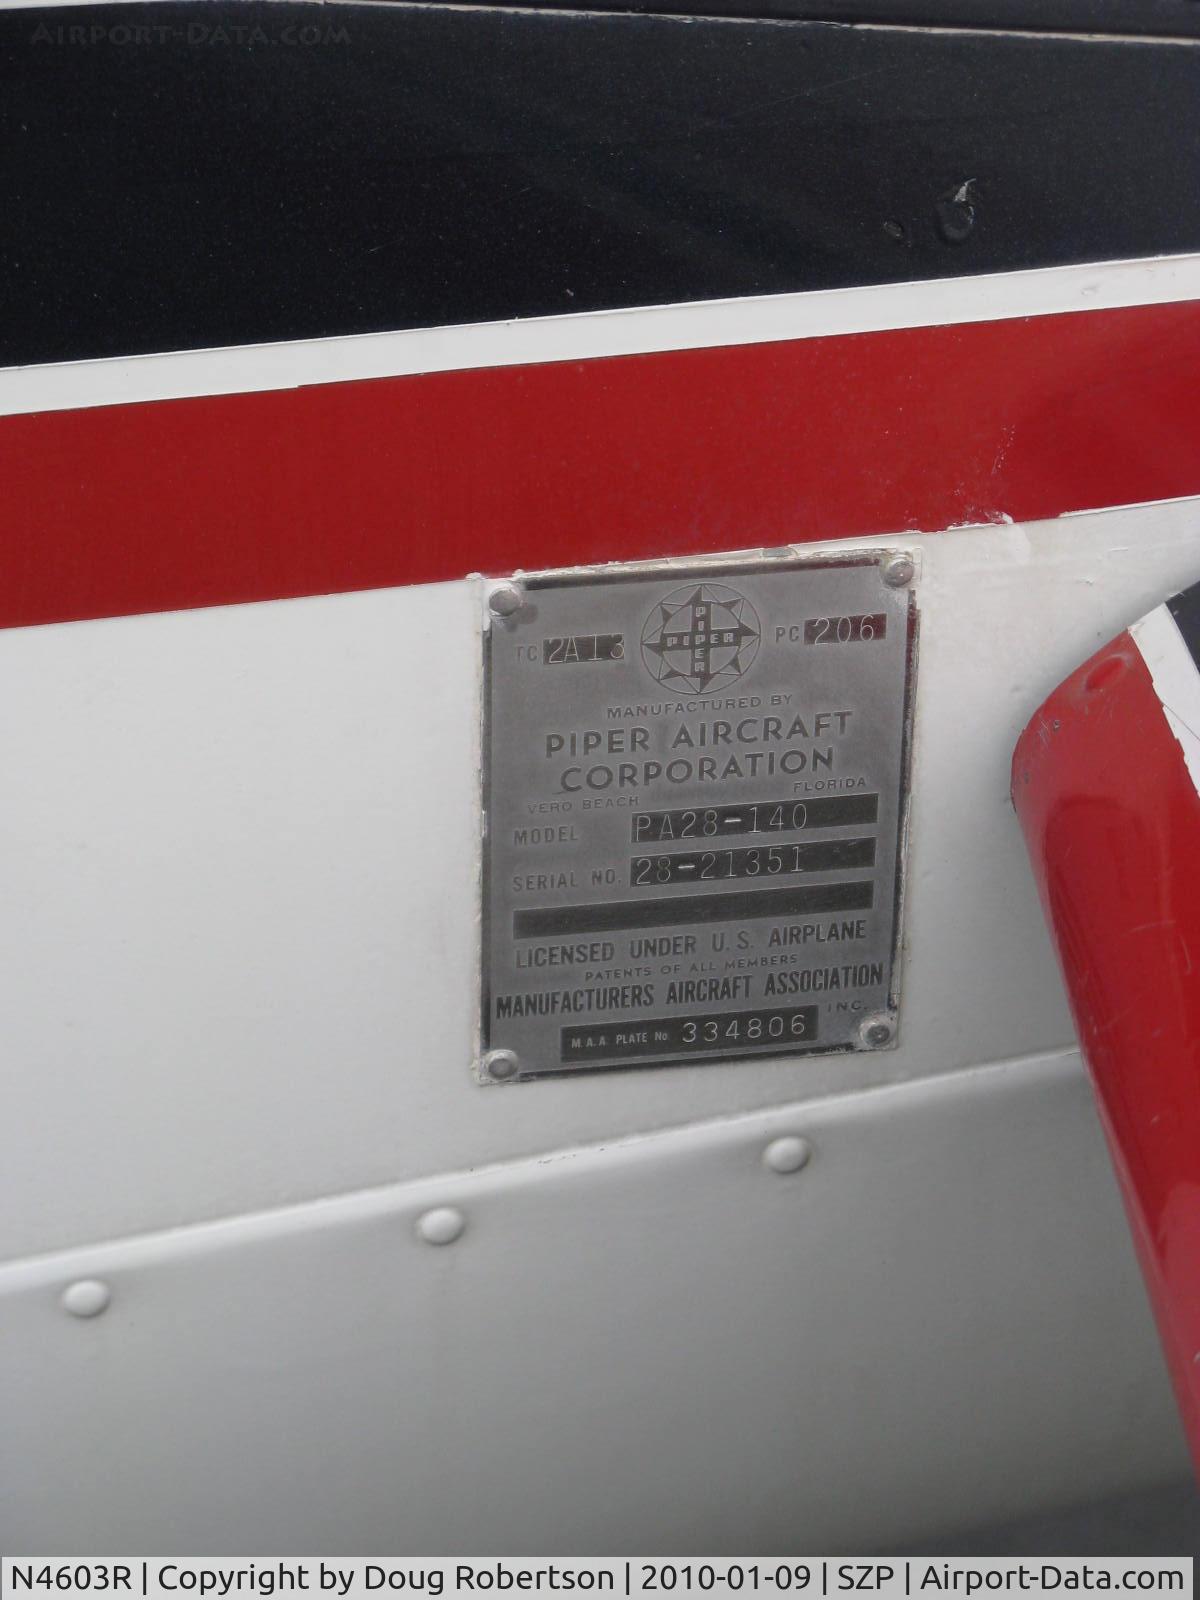 AIRPORT-DATA.COM
TC 2A13
PIPER
PIPER
PC 206
MANUFACTURED BY
PIPER AIRCRAFT
CORPORATION
VERO BEACH FLORIDA
MODEL PA28-140
SERIAL NO. 28-21351
LICENSED UNDER U.S. AIRPLANE
PATENTS OF ALL MEMBERS
MANUFACTURERS AIRCRAFT ASSOCIATION
INC.
M.A.A. PLATE No. 334806
N4603R | Copyright by Doug Robertson | 2010-01-09 | SZP | Airport-Data.com